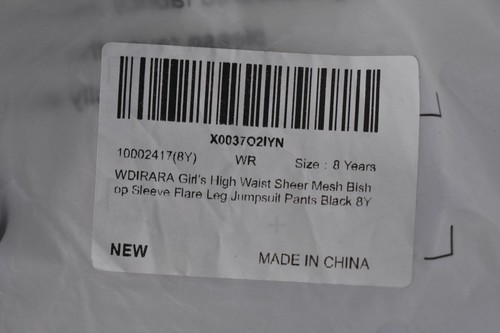 X0037O2IYN
10002417(8Y) WR Size : 8 Years
WDIRARA Girl's High Waist Sheer Mesh Bish
op Sleeve Flare Leg Jumpsuit Pants Black 8Y
NEW MADE IN CHINA